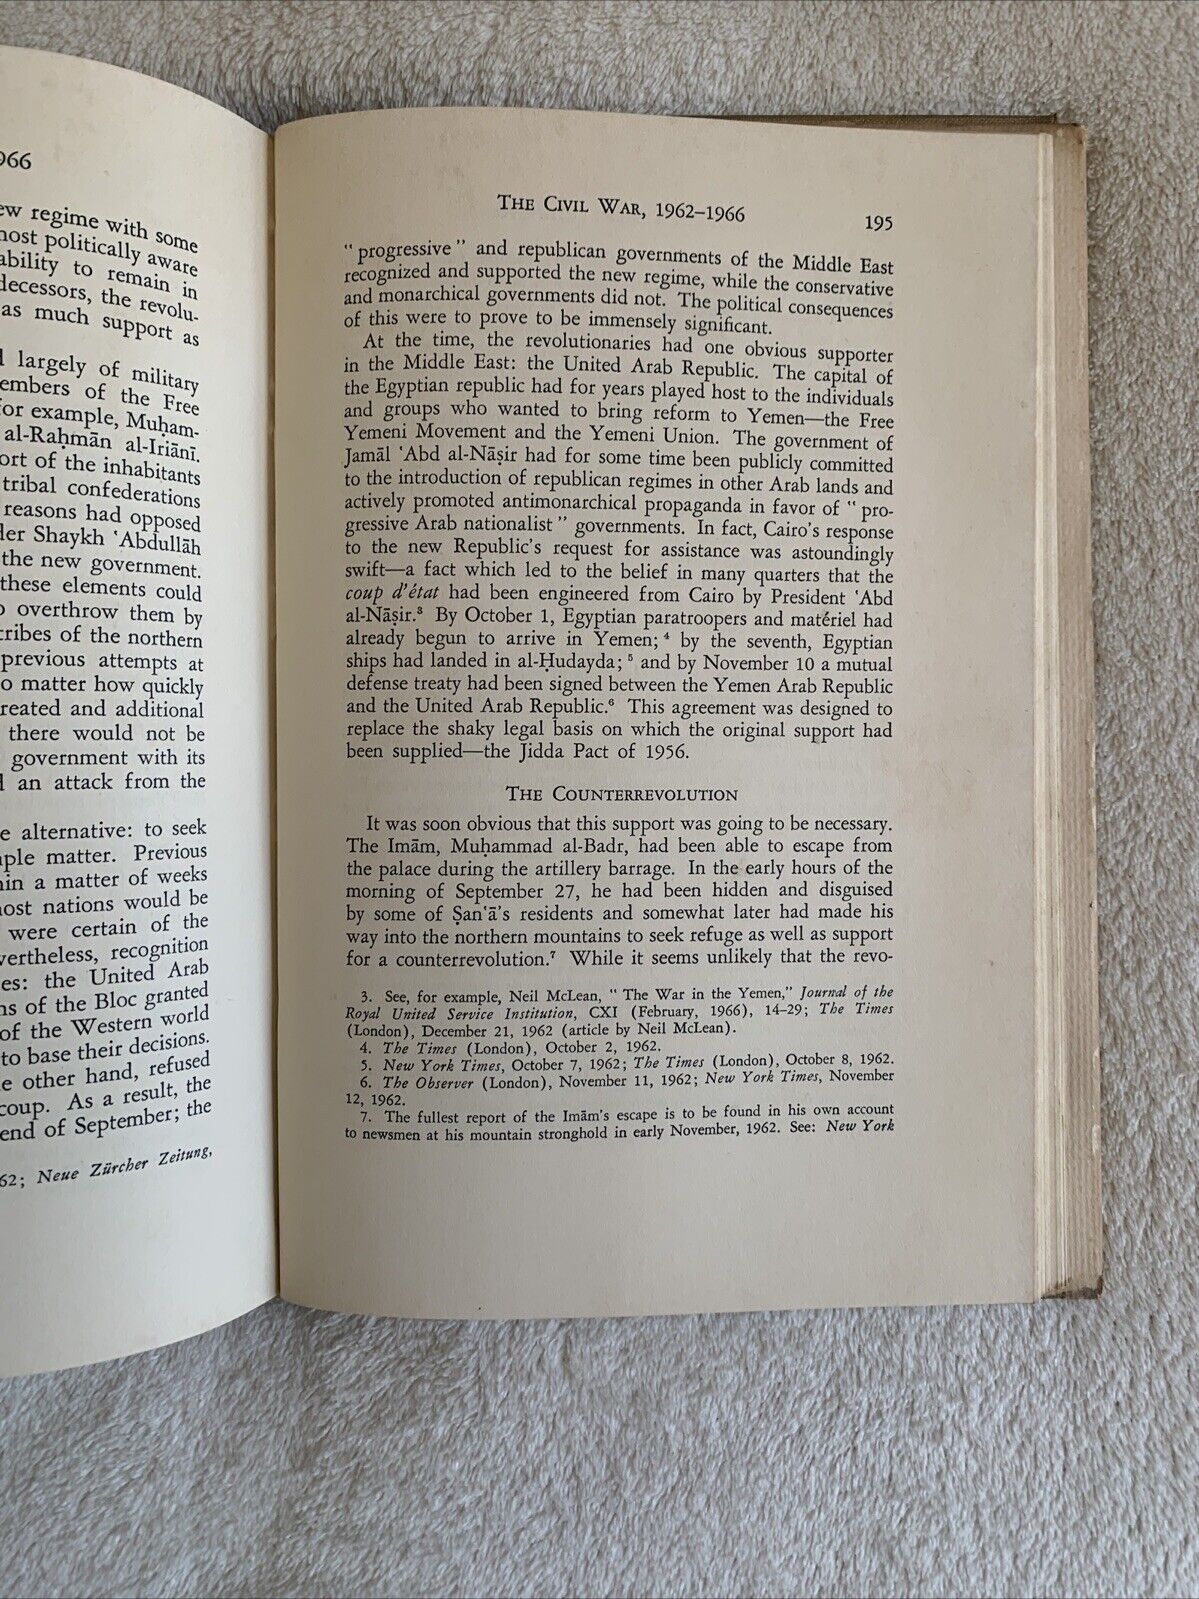 966
ew regime with some
most politically aware
ability to remain in
decessors, the revolu-
as much support as
largely of military
embers of the Free
or example, Muḥam-
al-Raḥmān al-Iriānī.
ort of the inhabitants
tribal confederations
reasons had opposed
der Shaykh ʿAbdullāh
the new government.
these elements could
o overthrow them by
tribes of the northern
previous attempts at
o matter how quickly
reated and additional
there would not be
government with its
d an attack from the
e alternative: to seek
mple matter. Previous
hin a matter of weeks
most nations would be
were certain of the
vertheless, recognition
es: the United Arab
ns of the Bloc granted
of the Western world
to base their decisions.
e other hand, refused
coup. As a result, the
end of September; the
62; Neue Zürcher Zeitung,
THE CIVIL WAR, 1962–1966
195
"progressive" and republican governments of the Middle East
recognized and supported the new regime, while the conservative
and monarchical governments did not. The political consequences
of this were to prove to be immensely significant.
At the time, the revolutionaries had one obvious supporter
in the Middle East: the United Arab Republic. The capital of
the Egyptian republic had for years played host to the individuals
and groups who wanted to bring reform to Yemen—the Free
Yemeni Movement and the Yemeni Union. The government of
Jamāl ʿAbd al-Nāṣir had for some time been publicly committed
to the introduction of republican regimes in other Arab lands and
actively promoted antimonarchical propaganda in favor of "pro-
gressive Arab nationalist" governments. In fact, Cairo's response
to the new Republic's request for assistance was astoundingly
swift—a fact which led to the belief in many quarters that the
coup d'état had been engineered from Cairo by President ʿAbd
al-Nāṣir.³ By October 1, Egyptian paratroopers and matériel had
already begun to arrive in Yemen;⁴ by the seventh, Egyptian
ships had landed in al-Ḥudayda;⁵ and by November 10 a mutual
defense treaty had been signed between the Yemen Arab Republic
and the United Arab Republic.⁶ This agreement was designed to
replace the shaky legal basis on which the original support had
been supplied—the Jidda Pact of 1956.
THE COUNTERREVOLUTION
It was soon obvious that this support was going to be necessary.
The Imām, Muḥammad al-Badr, had been able to escape from
the palace during the artillery barrage. In the early hours of the
morning of September 27, he had been hidden and disguised
by some of Ṣanʿā's residents and somewhat later had made his
way into the northern mountains to seek refuge as well as support
for a counterrevolution.⁷ While it seems unlikely that the revo-
3. See, for example, Neil McLean, "The War in the Yemen," Journal of the
Royal United Service Institution, CXI (February, 1966), 14–29; The Times
(London), December 21, 1962 (article by Neil McLean).
4. The Times (London), October 2, 1962.
5. New York Times, October 7, 1962; The Times (London), October 8, 1962.
6. The Observer (London), November 11, 1962; New York Times, November
12, 1962.
7. The fullest report of the Imām's escape is to be found in his own account
to newsmen at his mountain stronghold in early November, 1962. See: New York